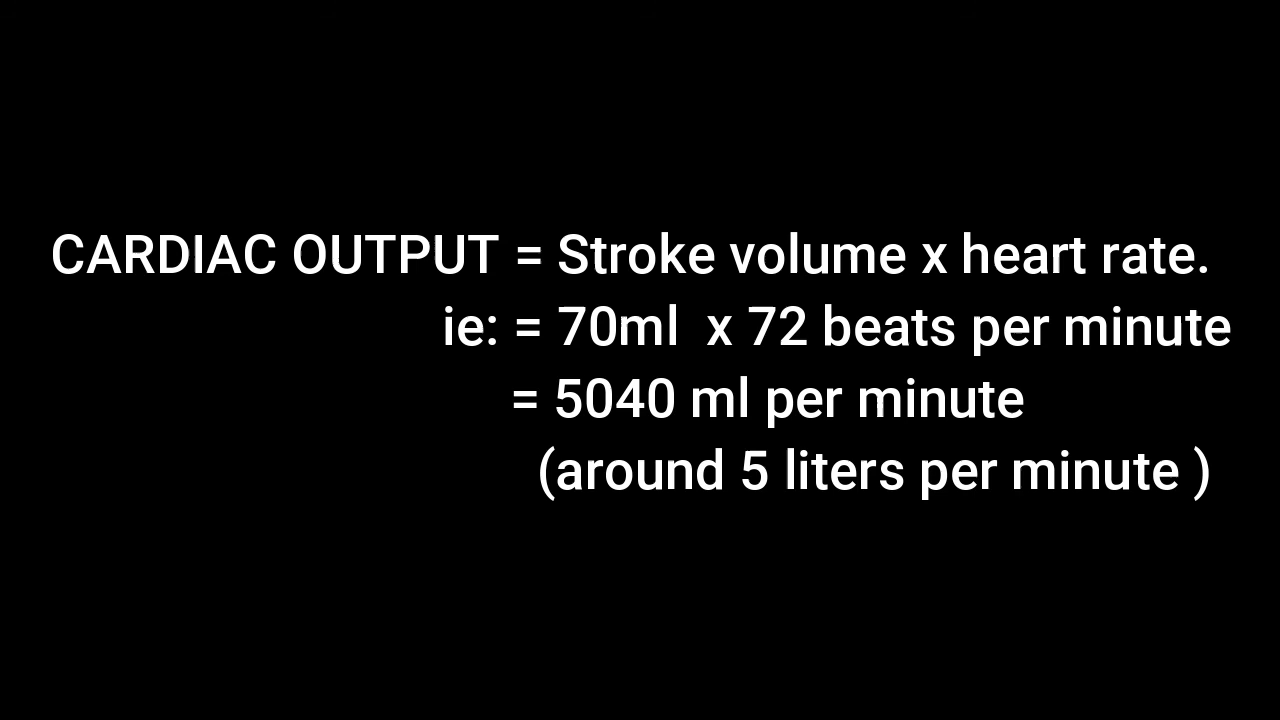 CARDIAC OUTPUT = Stroke volume x heart rate.
ie: = 70ml x 72 beats per minute
= 5040 ml per minute
(around 5 liters per minute )